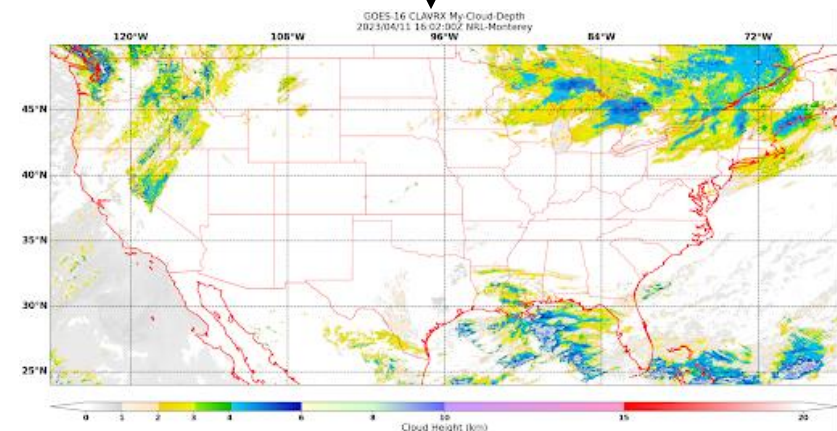 GOES-16 CLAVRX My-Cloud-Depth
2023/04/11 16:02:00Z NRL-Monterey
120°W 108°W 96°W 84°W 72°W
45°N
40°N
35°N
30°N
25°N
0 1 2 3 4 6 8 10 15 20
Cloud Height (km)